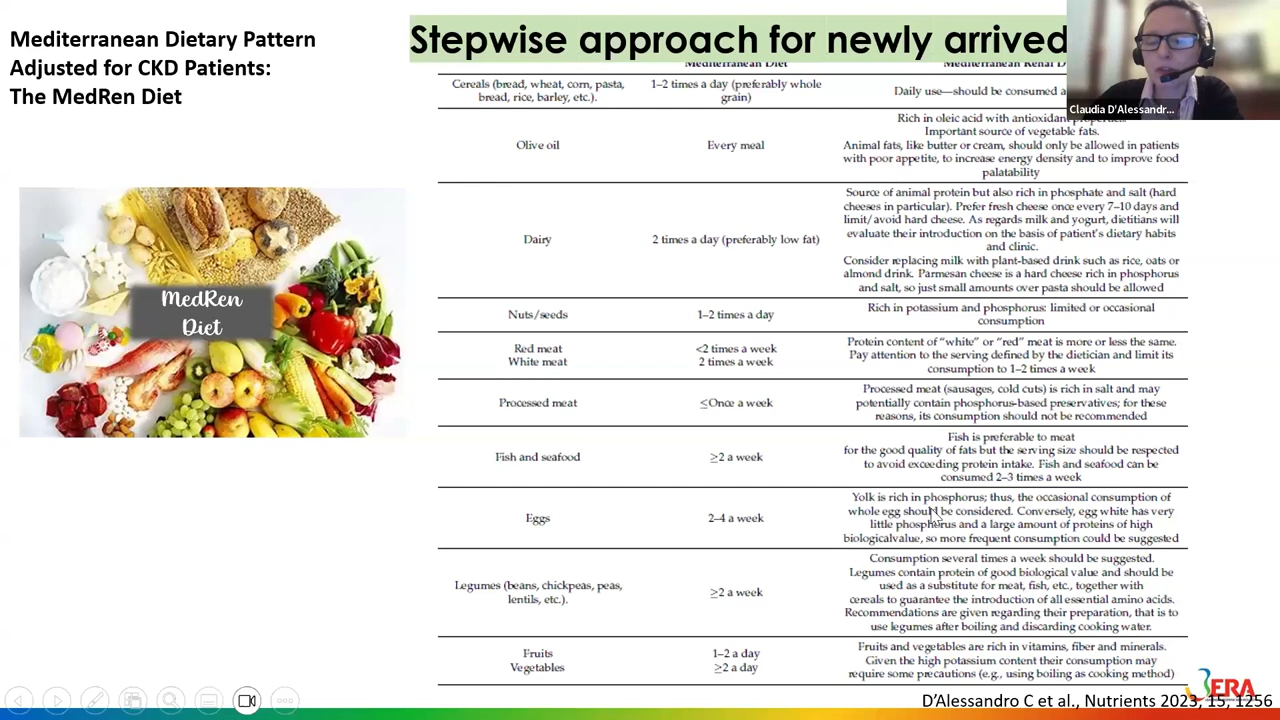 Mediterranean Dietary Pattern
Adjusted for CKD Patients:
The MedRen Diet
Stepwise approach for newly arrived
Claudia D'Alessandr...
MedRen
Diet
Mediterranean Diet
Mediterranean Renal D
Cereals (bread, wheat, corn, pasta,
bread, rice, barley, etc.).
1–2 times a day (preferably whole
grain)
Daily use—should be consumed a
Olive oil
Every meal
Rich in oleic acid with antioxidant properties.
Important source of vegetable fats.
Animal fats, like butter or cream, should only be allowed in patients
with poor appetite, to increase energy density and to improve food
palatability
Dairy
2 times a day (preferably low fat)
Source of animal protein but also rich in phosphate and salt (hard
cheeses in particular). Prefer fresh cheese once every 7–10 days and
limit/avoid hard cheese. As regards milk and yogurt, dietitians will
evaluate their introduction on the basis of patient's dietary habits
and clinic.
Consider replacing milk with plant-based drink such as rice, oats or
almond drink. Parmesan cheese is a hard cheese rich in phosphorus
and salt, so just small amounts over pasta should be allowed
Nuts/seeds
1–2 times a day
Rich in potassium and phosphorus: limited or occasional
consumption
Red meat
White meat
<2 times a week
2 times a week
Protein content of “white” or “red” meat is more or less the same.
Pay attention to the serving defined by the dietician and limit its
consumption to 1–2 times a week
Processed meat
≤Once a week
Processed meat (sausages, cold cuts) is rich in salt and may
potentially contain phosphorus-based preservatives; for these
reasons, its consumption should not be recommended
Fish and seafood
≥2 a week
Fish is preferable to meat
for the good quality of fats but the serving size should be respected
to avoid exceeding protein intake. Fish and seafood can be
consumed 2–3 times a week
Eggs
2–4 a week
Yolk is rich in phosphorus; thus, the occasional consumption of
whole egg should be considered. Conversely, egg white has very
little phosphorus and a large amount of proteins of high
biologicalvalue, so more frequent consumption could be suggested
Legumes (beans, chickpeas, peas,
lentils, etc.).
≥2 a week
Consumption several times a week should be suggested.
Legumes contain protein of good biological value and should be
used as a substitute for meat, fish, etc., together with
cereals to guarantee the introduction of all essential amino acids.
Recommendations are given regarding their preparation, that is to
use legumes after boiling and discarding cooking water.
Fruits
Vegetables
1–2 a day
≥2 a day
Fruits and vegetables are rich in vitamins, fiber and minerals.
Given the high potassium content their consumption may
require some precautions (e.g., using boiling as cooking method)
ERA
D'Alessandro C et al., Nutrients 2023, 15, 1256